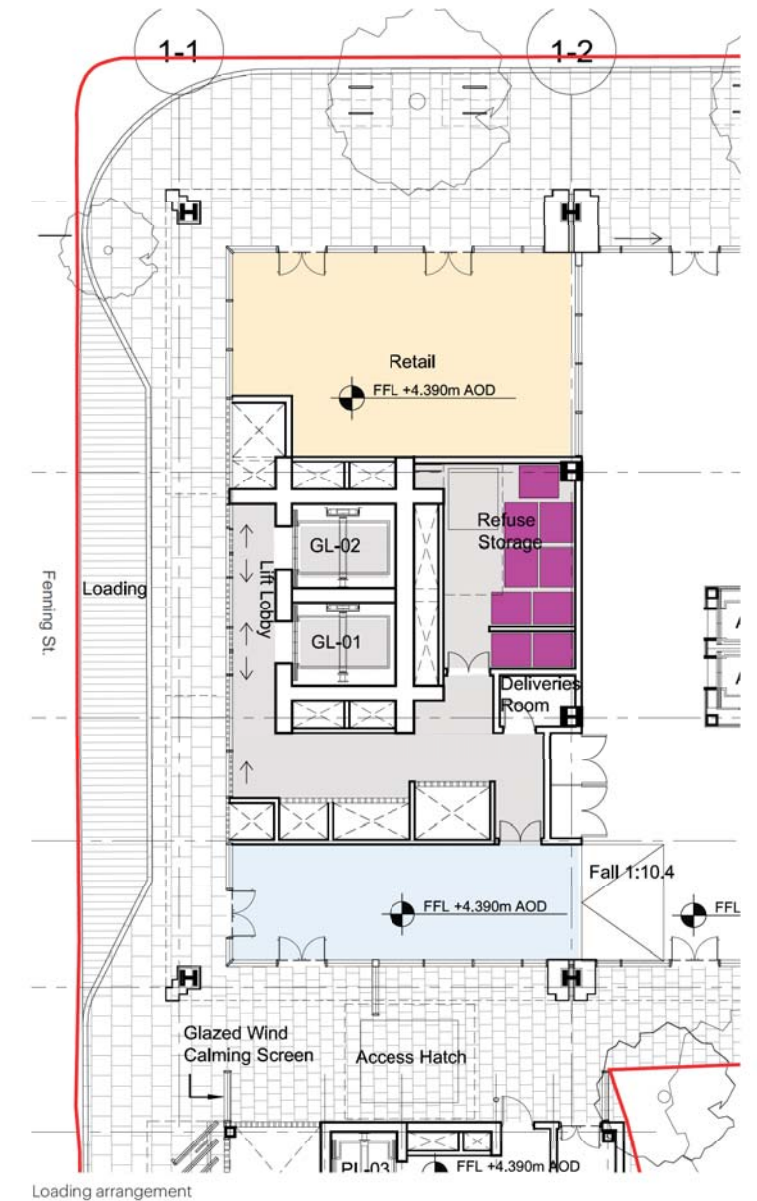 1-1
1-2
Retail
FFL +4.390m AOD
Refuse
Storage
GL-02
Lift Lobby
Loading
Fenning St.
GL-01
Deliveries
Room
Fall 1:10.4
FFL +4.390m AOD
FFL
Glazed Wind
Calming Screen
Access Hatch
PL-03
FFL +4.390m AOD
Loading arrangement